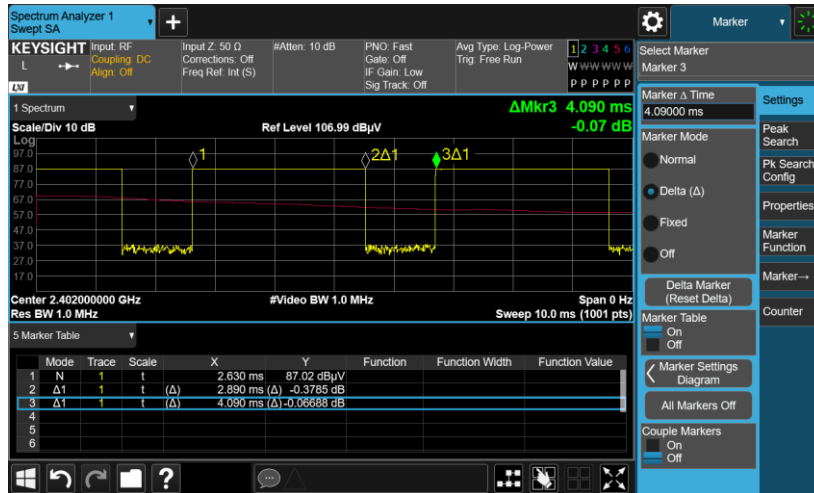 Spectrum Analyzer 1
Swept SA
+
Marker
KEYSIGHT
L
LXI
Input: RF
Coupling: DC
Align: Off
Input Z: 50 Ω
Corrections: Off
Freq Ref: Int (S)
#Atten: 10 dB
PNO: Fast
Gate: Off
IF Gain: Low
Sig Track: Off
Avg Type: Log-Power
Trig: Free Run
1 2 3 4 5 6
W W W W W W
P P P P P P
Select Marker
Marker 3
1 Spectrum
ΔMkr3 4.090 ms
Scale/Div 10 dB
Ref Level 106.99 dBµV
-0.07 dB
Log
97.0
87.0
77.0
67.0
57.0
47.0
37.0
27.0
17.0
1
2Δ1
3Δ1
Center 2.402000000 GHz
#Video BW 1.0 MHz
Span 0 Hz
Res BW 1.0 MHz
Sweep 10.0 ms (1001 pts)
5 Marker Table
Mode Trace Scale X Y Function Function Width Function Value
1 N 1 t 2.630 ms 87.02 dBµV
2 Δ1 1 t (Δ) 2.890 ms (Δ) -0.3785 dB
3 Δ1 1 t (Δ) 4.090 ms (Δ) -0.06688 dB
4
5
6
?
Marker Δ Time
4.09000 ms
Marker Mode
Normal
Delta (Δ)
Fixed
Off
Delta Marker
(Reset Delta)
Marker Table
On
Off
Marker Settings
Diagram
All Markers Off
Couple Markers
On
Off
Settings
Peak
Search
Pk Search
Config
Properties
Marker
Function
Marker→
Counter